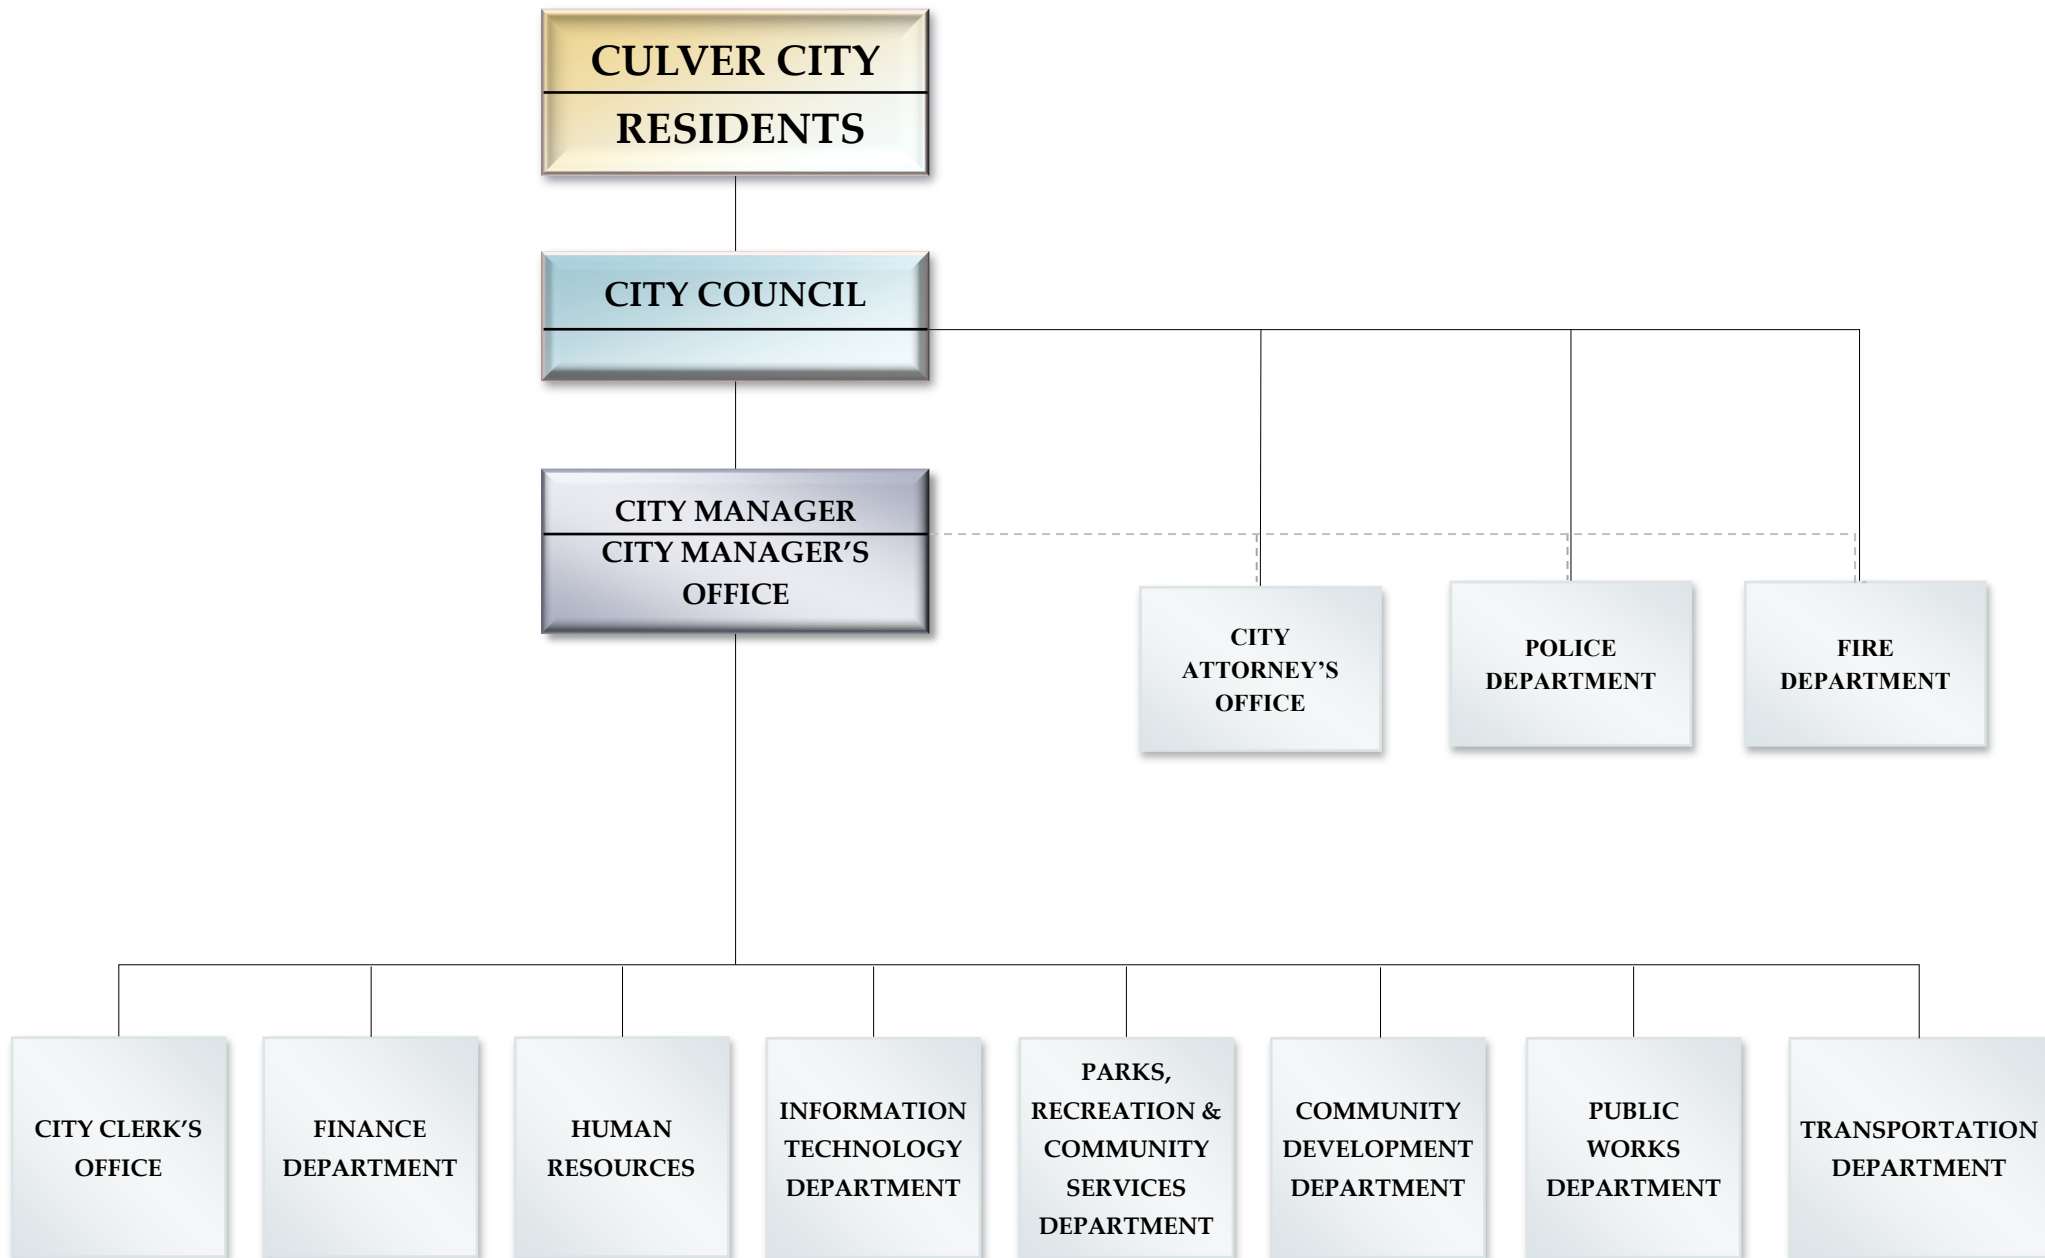 CULVER CITY
RESIDENTS
CITY COUNCIL
CITY MANAGER
CITY MANAGER’S
OFFICE
CITY
ATTORNEY’S
OFFICE
POLICE
DEPARTMENT
FIRE
DEPARTMENT
CITY CLERK’S
OFFICE
FINANCE
DEPARTMENT
HUMAN
RESOURCES
INFORMATION
TECHNOLOGY
DEPARTMENT
PARKS,
RECREATION &
COMMUNITY
SERVICES
DEPARTMENT
COMMUNITY
DEVELOPMENT
DEPARTMENT
PUBLIC
WORKS
DEPARTMENT
TRANSPORTATION
DEPARTMENT